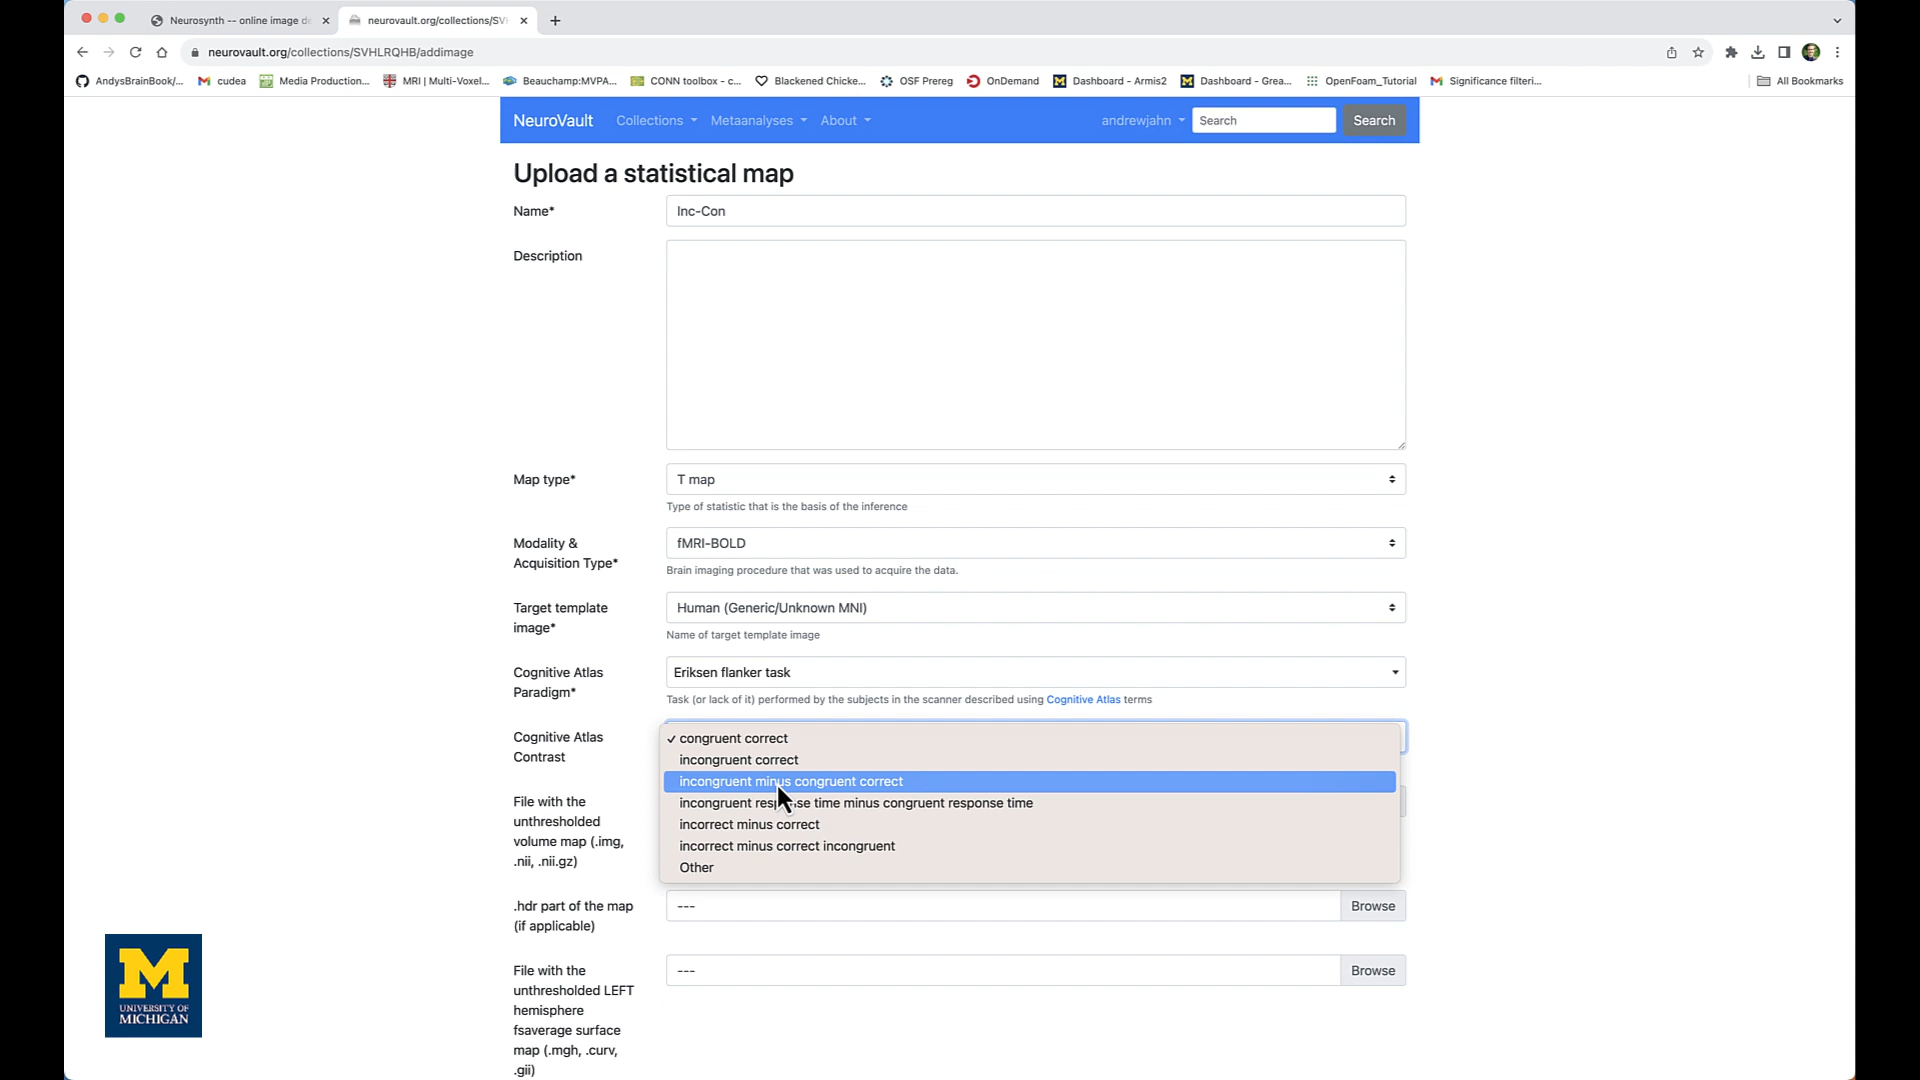 Neurosynth -- online image de
neurovault.org/collections/SVH
neurovault.org/collections/SVHLRQHB/addimage
AndysBrainBook/... cudea Media Production... MRI | Multi-Voxel... Beauchamp:MVPA... CONN toolbox - c... Blackened Chicke... OSF Prereg OnDemand Dashboard - Armis2 Dashboard - Grea... OpenFoam_Tutorial Significance filteri... All Bookmarks
NeuroVault Collections Metaanalyses About andrewjahn Search Search
Upload a statistical map
Name* Inc-Con
Description
Map type* T map
Type of statistic that is the basis of the inference
Modality & Acquisition Type* fMRI-BOLD
Brain imaging procedure that was used to acquire the data.
Target template image* Human (Generic/Unknown MNI)
Name of target template image
Cognitive Atlas Paradigm* Eriksen flanker task
Task (or lack of it) performed by the subjects in the scanner described using Cognitive Atlas terms
Cognitive Atlas Contrast
congruent correct
incongruent correct
incongruent minus congruent correct
incongruent response time minus congruent response time
incorrect minus correct
incorrect minus correct incongruent
Other
File with the
unthresholded
volume map (.img,
.nii, .nii.gz)
.hdr part of the map
(if applicable)
--- Browse
File with the
unthresholded LEFT
hemisphere
fsaverage surface
map (.mgh, .curv,
.gii)
--- Browse
M
UNIVERSITY OF
MICHIGAN